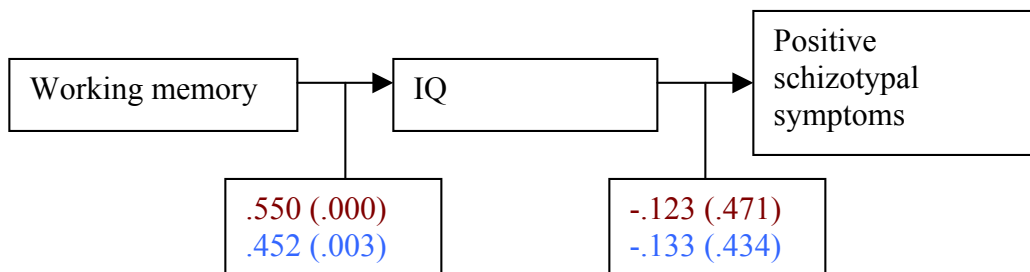 Working memory
IQ
Positive
schizotypal
symptoms
.550 (.000)
.452 (.003)
-.123 (.471)
-.133 (.434)